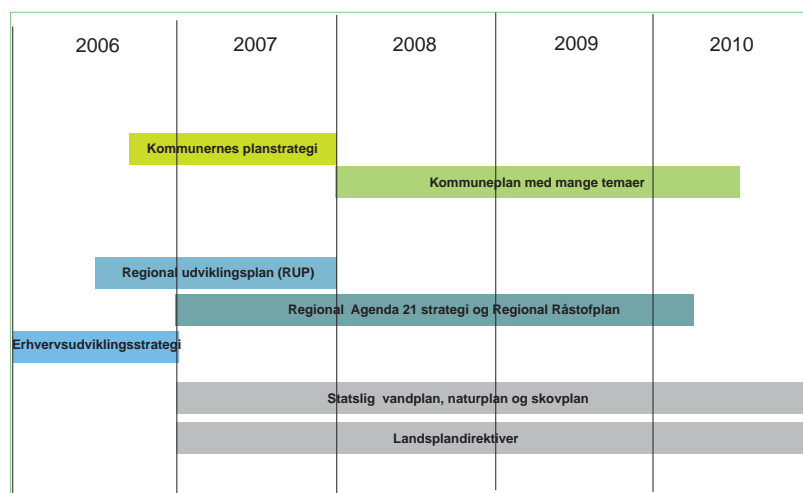 2006 2007 2008 2009 2010
Kommunernes planstrategi
Kommuneplan med mange temaer
Regional udviklingsplan (RUP)
Regional Agenda 21 strategi og Regional Råstofplan
Erhvervsudviklingsstrategi
Statslig vandplan, naturplan og skovplan
Landsplandirektiver